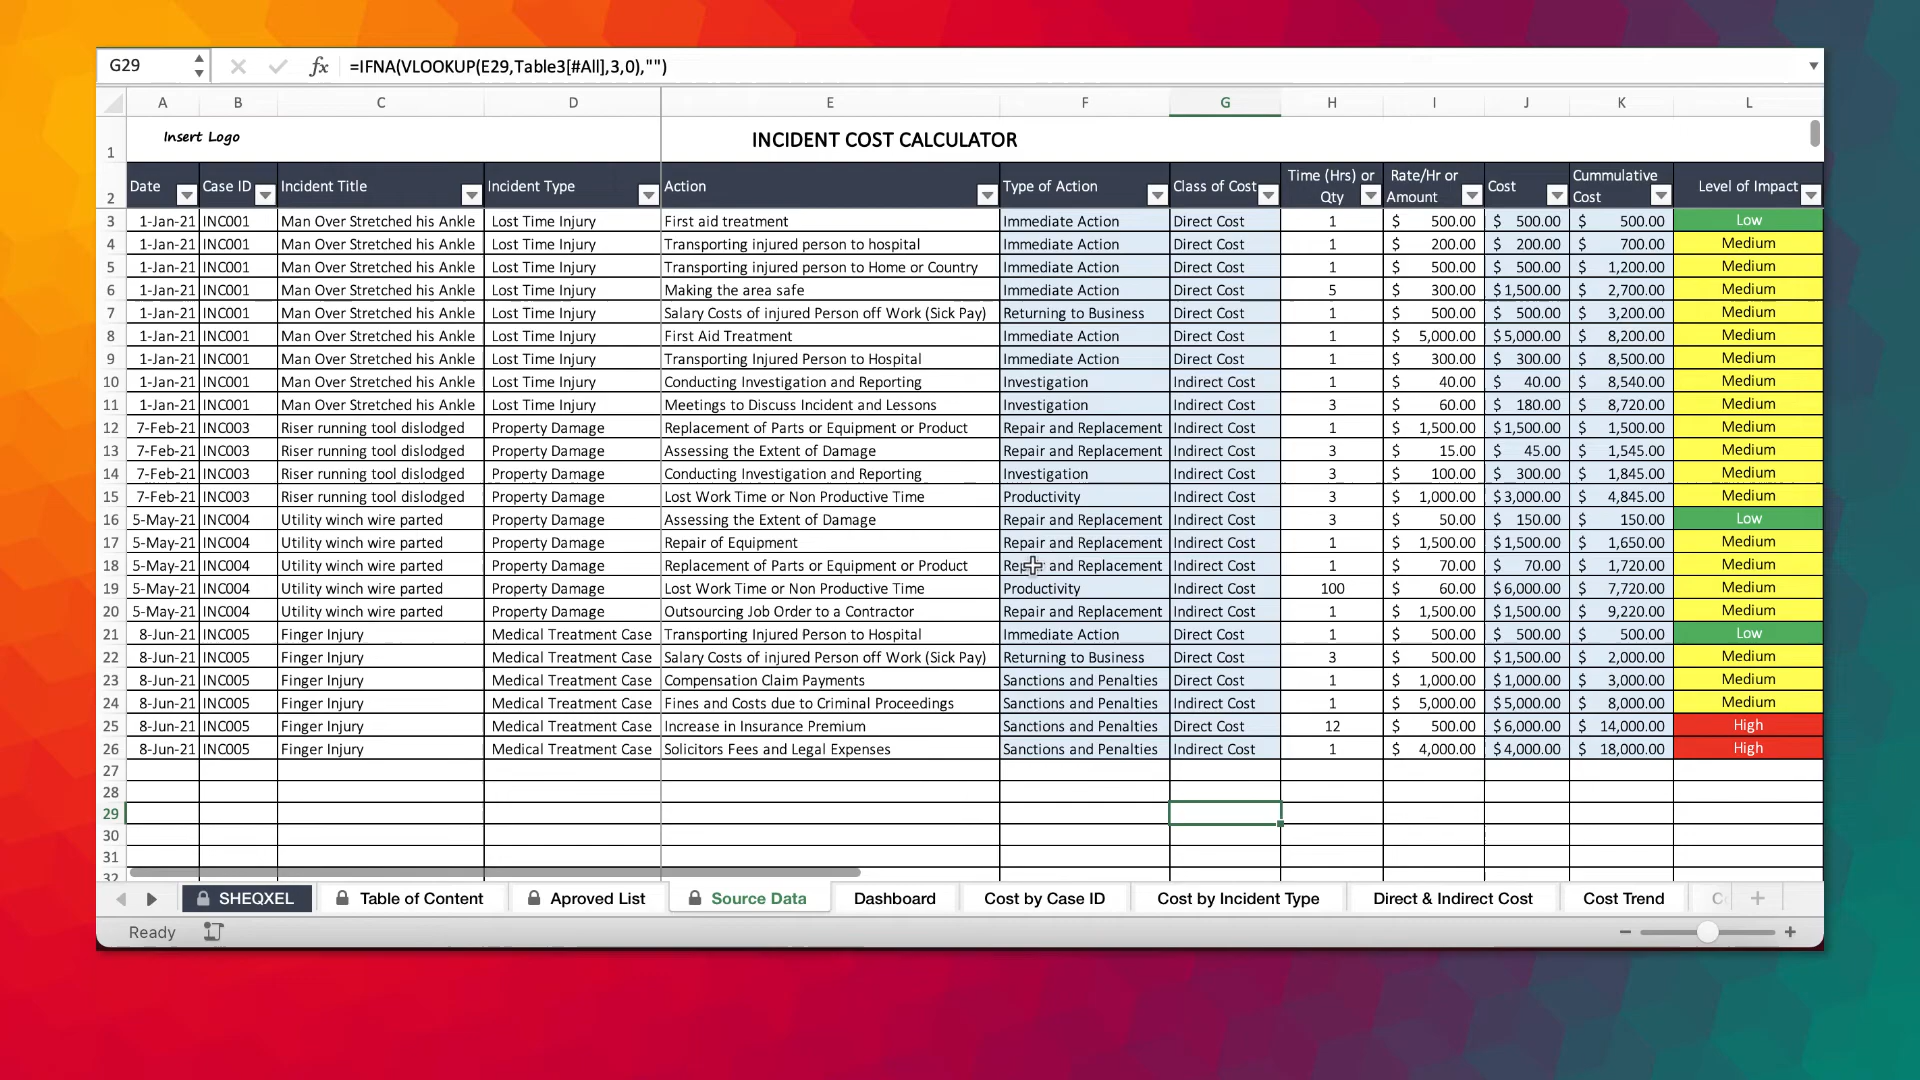 G29 fx =IFNA(VLOOKUP(E29,Table3[#All],3,0),"")
A B C D E F G H I J K L
1 Insert Logo INCIDENT COST CALCULATOR
2 Date Case ID Incident Title Incident Type Action Type of Action Class of Cost Time (Hrs) or Qty Rate/Hr or Amount Cost Cummulative Cost Level of Impact
3 1-Jan-21 INC001 Man Over Stretched his Ankle Lost Time Injury First aid treatment Immediate Action Direct Cost 1 $ 500.00 $ 500.00 $ 500.00 Low
4 1-Jan-21 INC001 Man Over Stretched his Ankle Lost Time Injury Transporting injured person to hospital Immediate Action Direct Cost 1 $ 200.00 $ 200.00 $ 700.00 Medium
5 1-Jan-21 INC001 Man Over Stretched his Ankle Lost Time Injury Transporting injured person to Home or Country Immediate Action Direct Cost 1 $ 500.00 $ 500.00 $ 1,200.00 Medium
6 1-Jan-21 INC001 Man Over Stretched his Ankle Lost Time Injury Making the area safe Immediate Action Direct Cost 5 $ 300.00 $ 1,500.00 $ 2,700.00 Medium
7 1-Jan-21 INC001 Man Over Stretched his Ankle Lost Time Injury Salary Costs of injured Person off Work (Sick Pay) Returning to Business Direct Cost 1 $ 500.00 $ 500.00 $ 3,200.00 Medium
8 1-Jan-21 INC001 Man Over Stretched his Ankle Lost Time Injury First Aid Treatment Immediate Action Direct Cost 1 $ 5,000.00 $ 5,000.00 $ 8,200.00 Medium
9 1-Jan-21 INC001 Man Over Stretched his Ankle Lost Time Injury Transporting Injured Person to Hospital Immediate Action Direct Cost 1 $ 300.00 $ 300.00 $ 8,500.00 Medium
10 1-Jan-21 INC001 Man Over Stretched his Ankle Lost Time Injury Conducting Investigation and Reporting Investigation Indirect Cost 1 $ 40.00 $ 40.00 $ 8,540.00 Medium
11 1-Jan-21 INC001 Man Over Stretched his Ankle Lost Time Injury Meetings to Discuss Incident and Lessons Investigation Indirect Cost 3 $ 60.00 $ 180.00 $ 8,720.00 Medium
12 7-Feb-21 INC003 Riser running tool dislodged Property Damage Replacement of Parts or Equipment or Product Repair and Replacement Indirect Cost 1 $ 1,500.00 $ 1,500.00 $ 1,500.00 Medium
13 7-Feb-21 INC003 Riser running tool dislodged Property Damage Assessing the Extent of Damage Repair and Replacement Indirect Cost 3 $ 15.00 $ 45.00 $ 1,545.00 Medium
14 7-Feb-21 INC003 Riser running tool dislodged Property Damage Conducting Investigation and Reporting Investigation Indirect Cost 3 $ 100.00 $ 300.00 $ 1,845.00 Medium
15 7-Feb-21 INC003 Riser running tool dislodged Property Damage Lost Work Time or Non Productive Time Productivity Indirect Cost 3 $ 1,000.00 $ 3,000.00 $ 4,845.00 Medium
16 5-May-21 INC004 Utility winch wire parted Property Damage Assessing the Extent of Damage Repair and Replacement Indirect Cost 3 $ 50.00 $ 150.00 $ 150.00 Low
17 5-May-21 INC004 Utility winch wire parted Property Damage Repair of Equipment Repair and Replacement Indirect Cost 1 $ 1,500.00 $ 1,500.00 $ 1,650.00 Medium
18 5-May-21 INC004 Utility winch wire parted Property Damage Replacement of Parts or Equipment or Product Repair and Replacement Indirect Cost 1 $ 70.00 $ 70.00 $ 1,720.00 Medium
19 5-May-21 INC004 Utility winch wire parted Property Damage Lost Work Time or Non Productive Time Productivity Indirect Cost 100 $ 60.00 $ 6,000.00 $ 7,720.00 Medium
20 5-May-21 INC004 Utility winch wire parted Property Damage Outsourcing Job Order to a Contractor Repair and Replacement Indirect Cost 1 $ 1,500.00 $ 1,500.00 $ 9,220.00 Medium
21 8-Jun-21 INC005 Finger Injury Medical Treatment Case Transporting Injured Person to Hospital Immediate Action Direct Cost 1 $ 500.00 $ 500.00 $ 500.00 Low
22 8-Jun-21 INC005 Finger Injury Medical Treatment Case Salary Costs of injured Person off Work (Sick Pay) Returning to Business Direct Cost 3 $ 500.00 $ 1,500.00 $ 2,000.00 Medium
23 8-Jun-21 INC005 Finger Injury Medical Treatment Case Compensation Claim Payments Sanctions and Penalties Direct Cost 1 $ 1,000.00 $ 1,000.00 $ 3,000.00 Medium
24 8-Jun-21 INC005 Finger Injury Medical Treatment Case Fines and Costs due to Criminal Proceedings Sanctions and Penalties Indirect Cost 1 $ 5,000.00 $ 5,000.00 $ 8,000.00 Medium
25 8-Jun-21 INC005 Finger Injury Medical Treatment Case Increase in Insurance Premium Sanctions and Penalties Direct Cost 12 $ 500.00 $ 6,000.00 $ 14,000.00 High
26 8-Jun-21 INC005 Finger Injury Medical Treatment Case Solicitors Fees and Legal Expenses Sanctions and Penalties Indirect Cost 1 $ 4,000.00 $ 4,000.00 $ 18,000.00 High
27
28
29
30
31
32
SHEQXEL Table of Content Aproved List Source Data Dashboard Cost by Case ID Cost by Incident Type Direct & Indirect Cost Cost Trend C
Ready